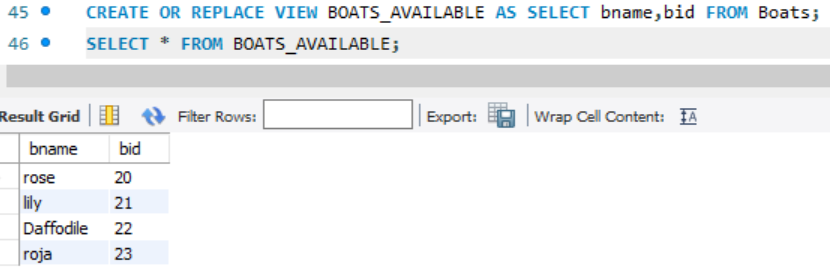 45 CREATE OR REPLACE VIEW BOATS_AVAILABLE AS SELECT bname,bid FROM Boats;
46 SELECT * FROM BOATS_AVAILABLE;
Result Grid Filter Rows: Export: Wrap Cell Content: IA
bname bid
rose 20
lily 21
Daffodile 22
roja 23